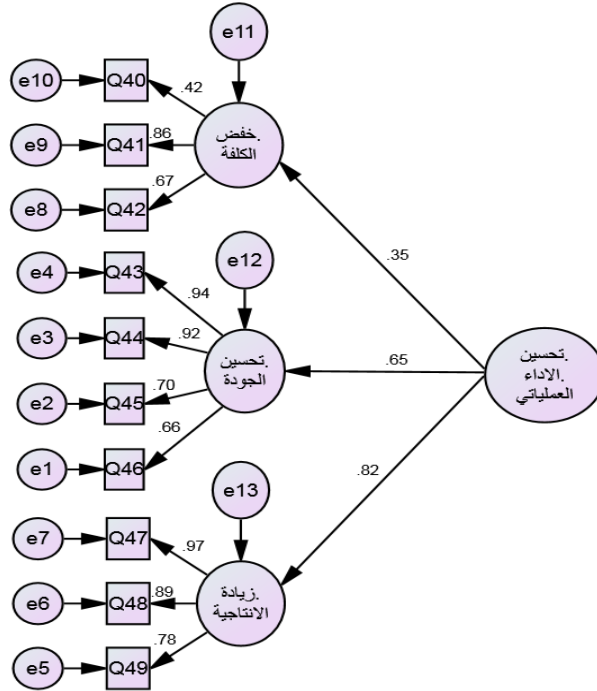 e11
e10
Q40
.42
e9
Q41
.86
.خفض
الكلفة
e8
Q42
.67
.35
e12
e4
Q43
.94
e3
Q44
.92
.تحسين
الجودة
.65
.تحسين
.الاداء
العملياتي
e2
Q45
.70
e1
Q46
.66
.82
e13
e7
Q47
.97
e6
Q48
.89
.زيادة
الانتاجية
e5
Q49
.78